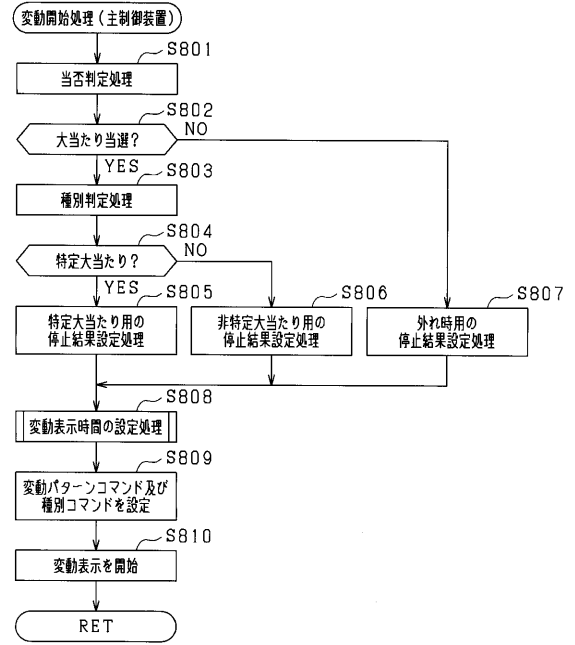 変動開始処理(主制御装置)
S801
当否判定処理
S802
大当たり当選?
NO
YES
S803
種別判定処理
S804
特定大当たり?
NO
YES
S805
特定大当たり用の
停止結果設定処理
S806
非特定大当たり用の
停止結果設定処理
S807
外れ時用の
停止結果設定処理
S808
変動表示時間の設定処理
S809
変動パターンコマンド及び
種別コマンドを設定
S810
変動表示を開始
RET